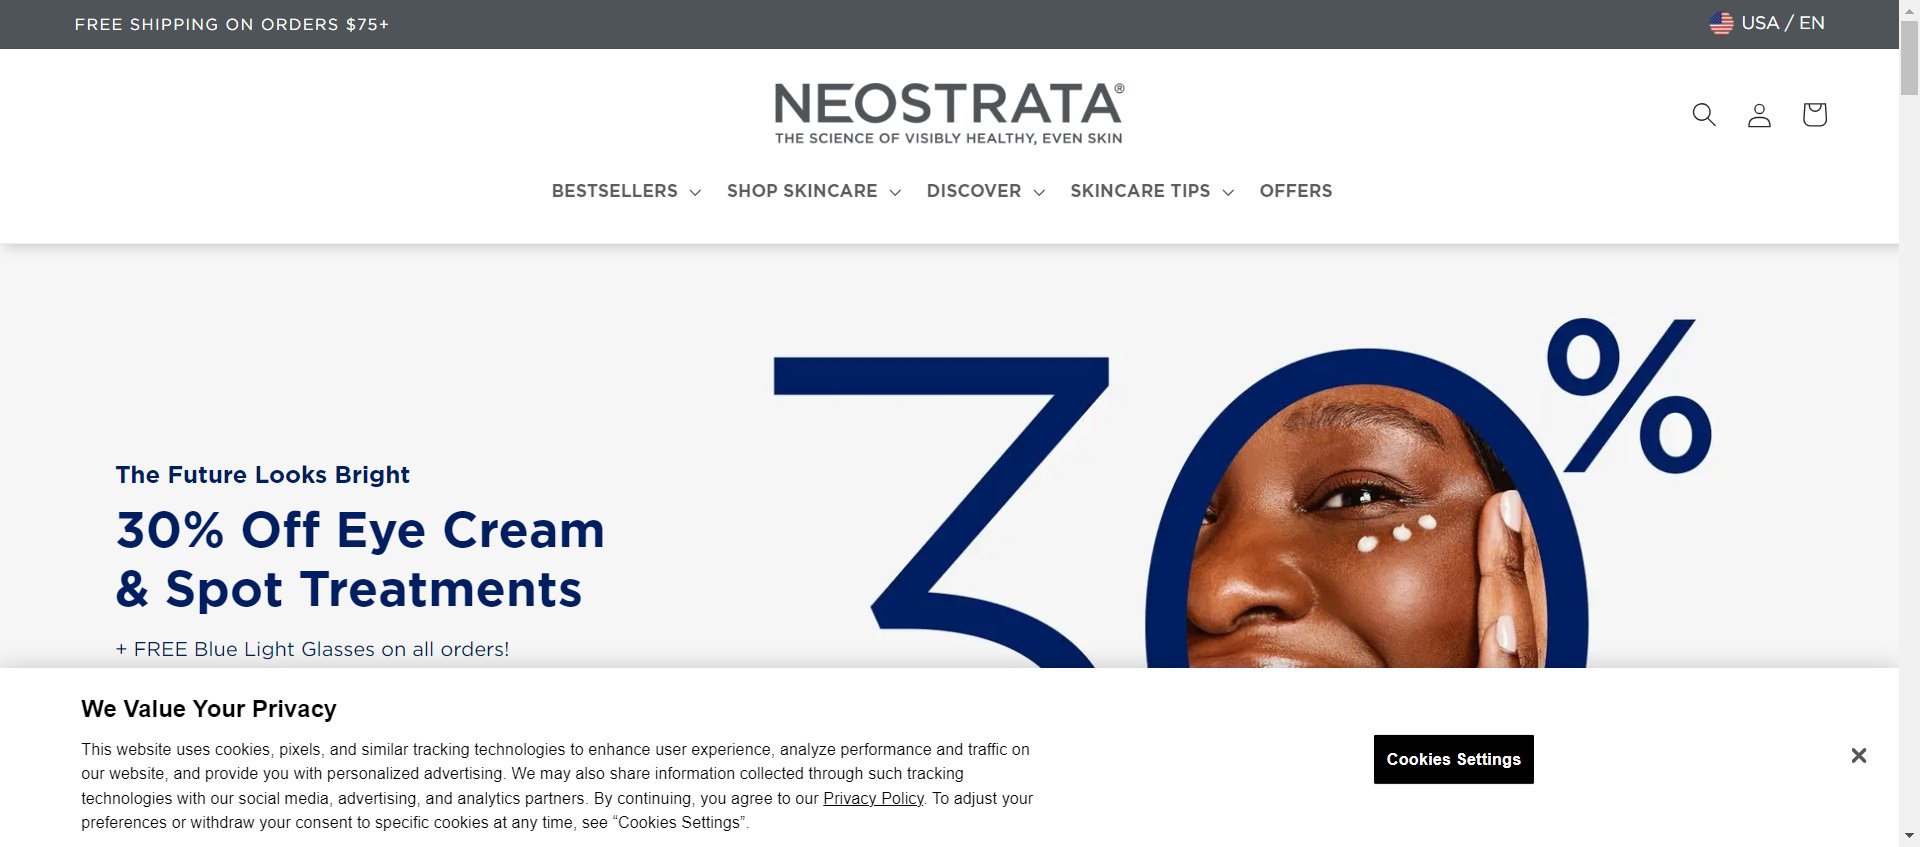 FREE SHIPPING ON ORDERS $75+
USA / EN
NEOSTRATA®
THE SCIENCE OF VISIBLY HEALTHY, EVEN SKIN
BESTSELLERS SHOP SKINCARE DISCOVER SKINCARE TIPS OFFERS
30%
The Future Looks Bright
30% Off Eye Cream
& Spot Treatments
+ FREE Blue Light Glasses on all orders!
We Value Your Privacy
This website uses cookies, pixels, and similar tracking technologies to enhance user experience, analyze performance and traffic on
our website, and provide you with personalized advertising. We may also share information collected through such tracking
technologies with our social media, advertising, and analytics partners. By continuing, you agree to our Privacy Policy. To adjust your
preferences or withdraw your consent to specific cookies at any time, see “Cookies Settings”.
Cookies Settings